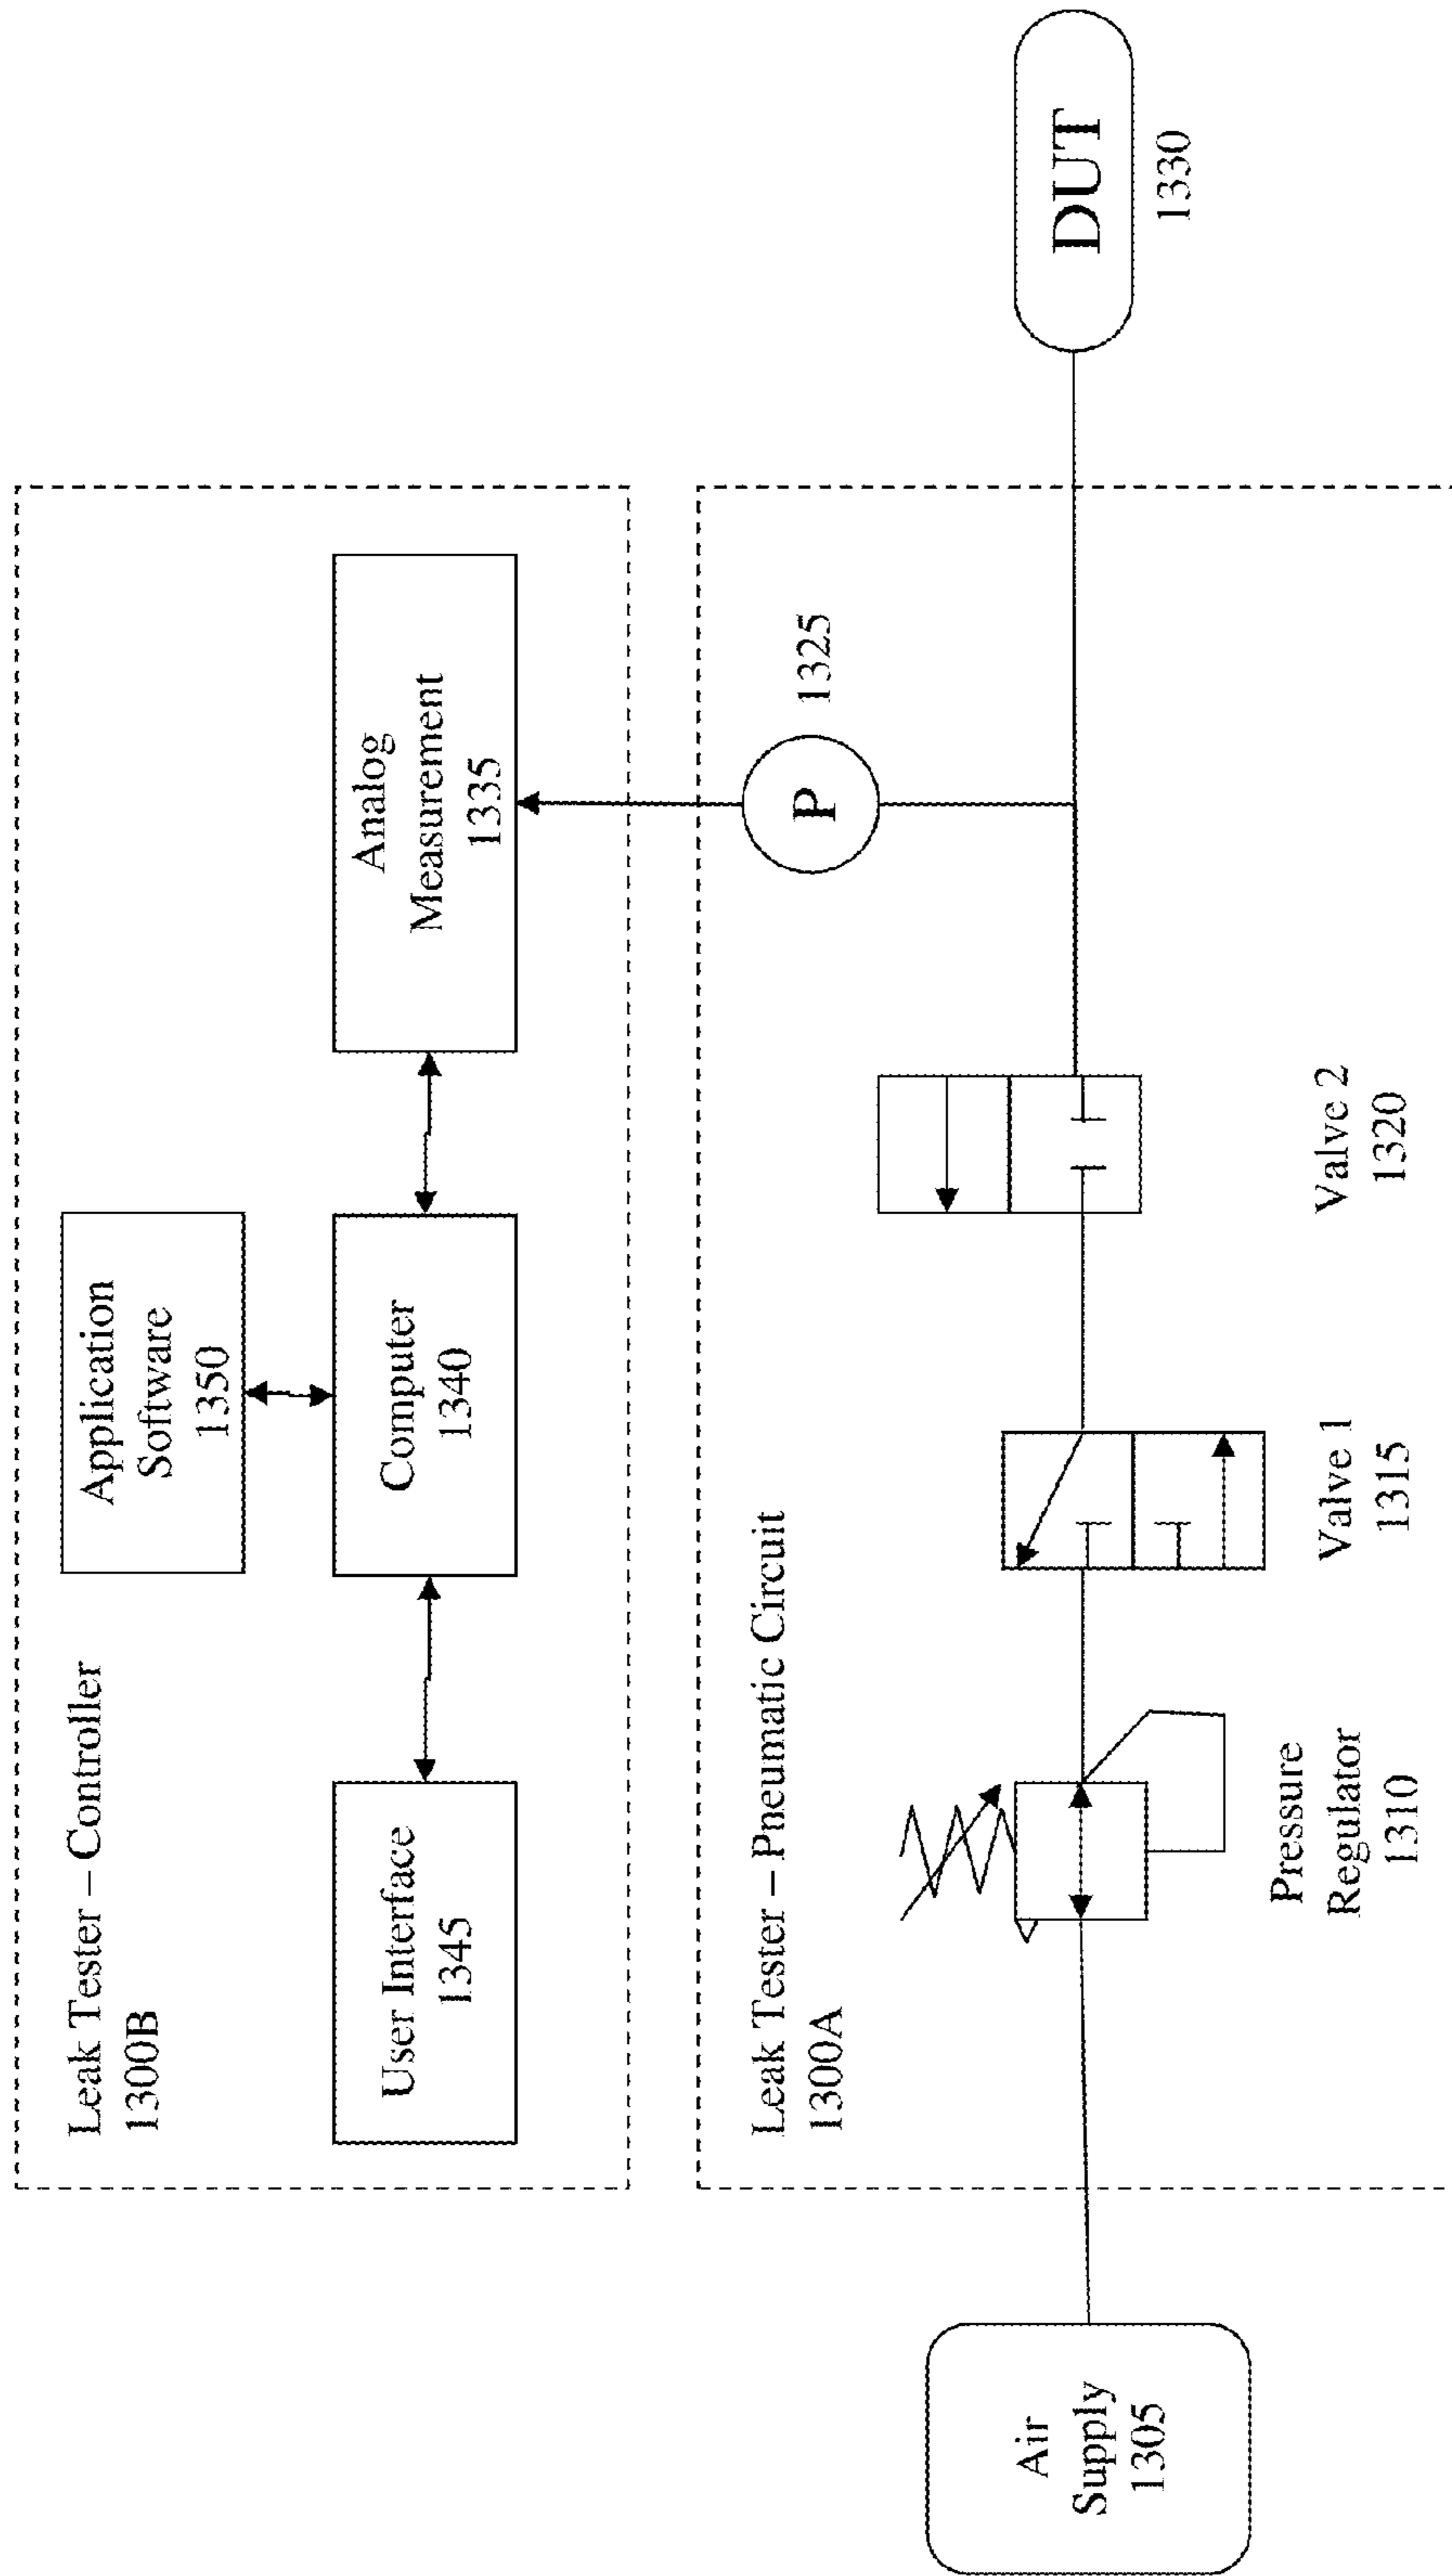 Leak Tester – Controller
1300B
Application
Software
1350
User Interface
1345
Computer
1340
Analog
Measurement
1335
Leak Tester – Pneumatic Circuit
1300A
P
1325
Air
Supply
1305
Pressure
Regulator
1310
Valve 1
1315
Valve 2
1320
DUT
1330